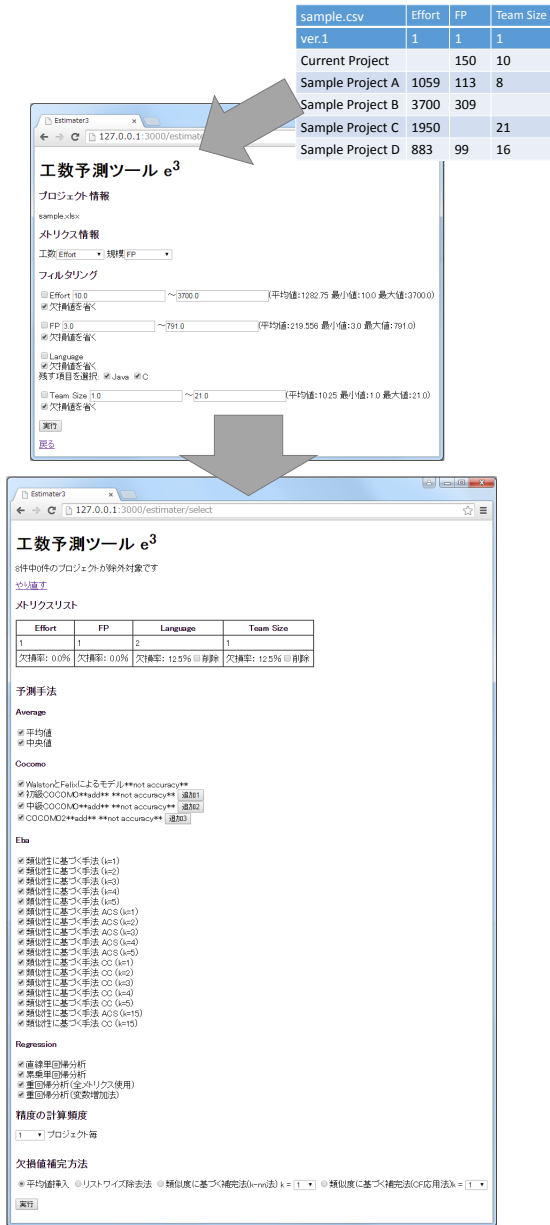 sample.csv Effort FP Team Size
ver.1 1 1 1
Current Project 150 10
Sample Project A 1059 113 8
Sample Project B 3700 309
Sample Project C 1950 21
Sample Project D 883 99 16
Estimater3
127.0.0.1:3000/estimate
工数予測ツール e3
プロジェクト情報
sample.xlsx
メトリクス情報
工数 Effort 規模 FP
フィルタリング
Effort 10.0 ～ 3700.0 (平均値:1282.75 最小値:10.0 最大値:3700.0)
欠損値を省く
FP 3.0 ～ 791.0 (平均値:219.556 最小値:3.0 最大値:791.0)
欠損値を省く
Language
欠損値を省く
残す項目を選択: Java C
Team Size 1.0 ～ 21.0 (平均値:10.25 最小値:1.0 最大値:21.0)
欠損値を省く
実行
戻る
Estimater3
127.0.0.1:3000/estimater/select
工数予測ツール e3
8件中0件のプロジェクトが除外対象です
やり直す
メトリクスリスト
Effort FP Language Team Size
1 1 2 1
欠損率: 0.0% 欠損率: 0.0% 欠損率: 12.5% 削除 欠損率: 12.5% 削除
予測手法
Average
平均値
中央値
Cocomo
WalstonとFelixによるモデル**not accuracy**
初級COCOMO**add** **not accuracy** 追加1
中級COCOMO**add** **not accuracy** 追加2
COCOMO2**add** **not accuracy** 追加3
Eba
類似性に基づく手法 (k=1)
類似性に基づく手法 (k=2)
類似性に基づく手法 (k=3)
類似性に基づく手法 (k=4)
類似性に基づく手法 (k=5)
類似性に基づく手法 ACS (k=1)
類似性に基づく手法 ACS (k=2)
類似性に基づく手法 ACS (k=3)
類似性に基づく手法 ACS (k=4)
類似性に基づく手法 ACS (k=5)
類似性に基づく手法 CC (k=1)
類似性に基づく手法 CC (k=2)
類似性に基づく手法 CC (k=3)
類似性に基づく手法 CC (k=4)
類似性に基づく手法 CC (k=5)
類似性に基づく手法 ACS (k=15)
類似性に基づく手法 CC (k=15)
Regression
直線単回帰分析
累乗単回帰分析
重回帰分析(全メトリクス使用)
重回帰分析(変数増加法)
精度の計算頻度
1 プロジェクト毎
欠損値補完方法
平均値挿入 リストワイズ除去法 類似度に基づく補完法(k-nn法) k = 1 類似度に基づく補完法(CF応用法)k = 1
実行